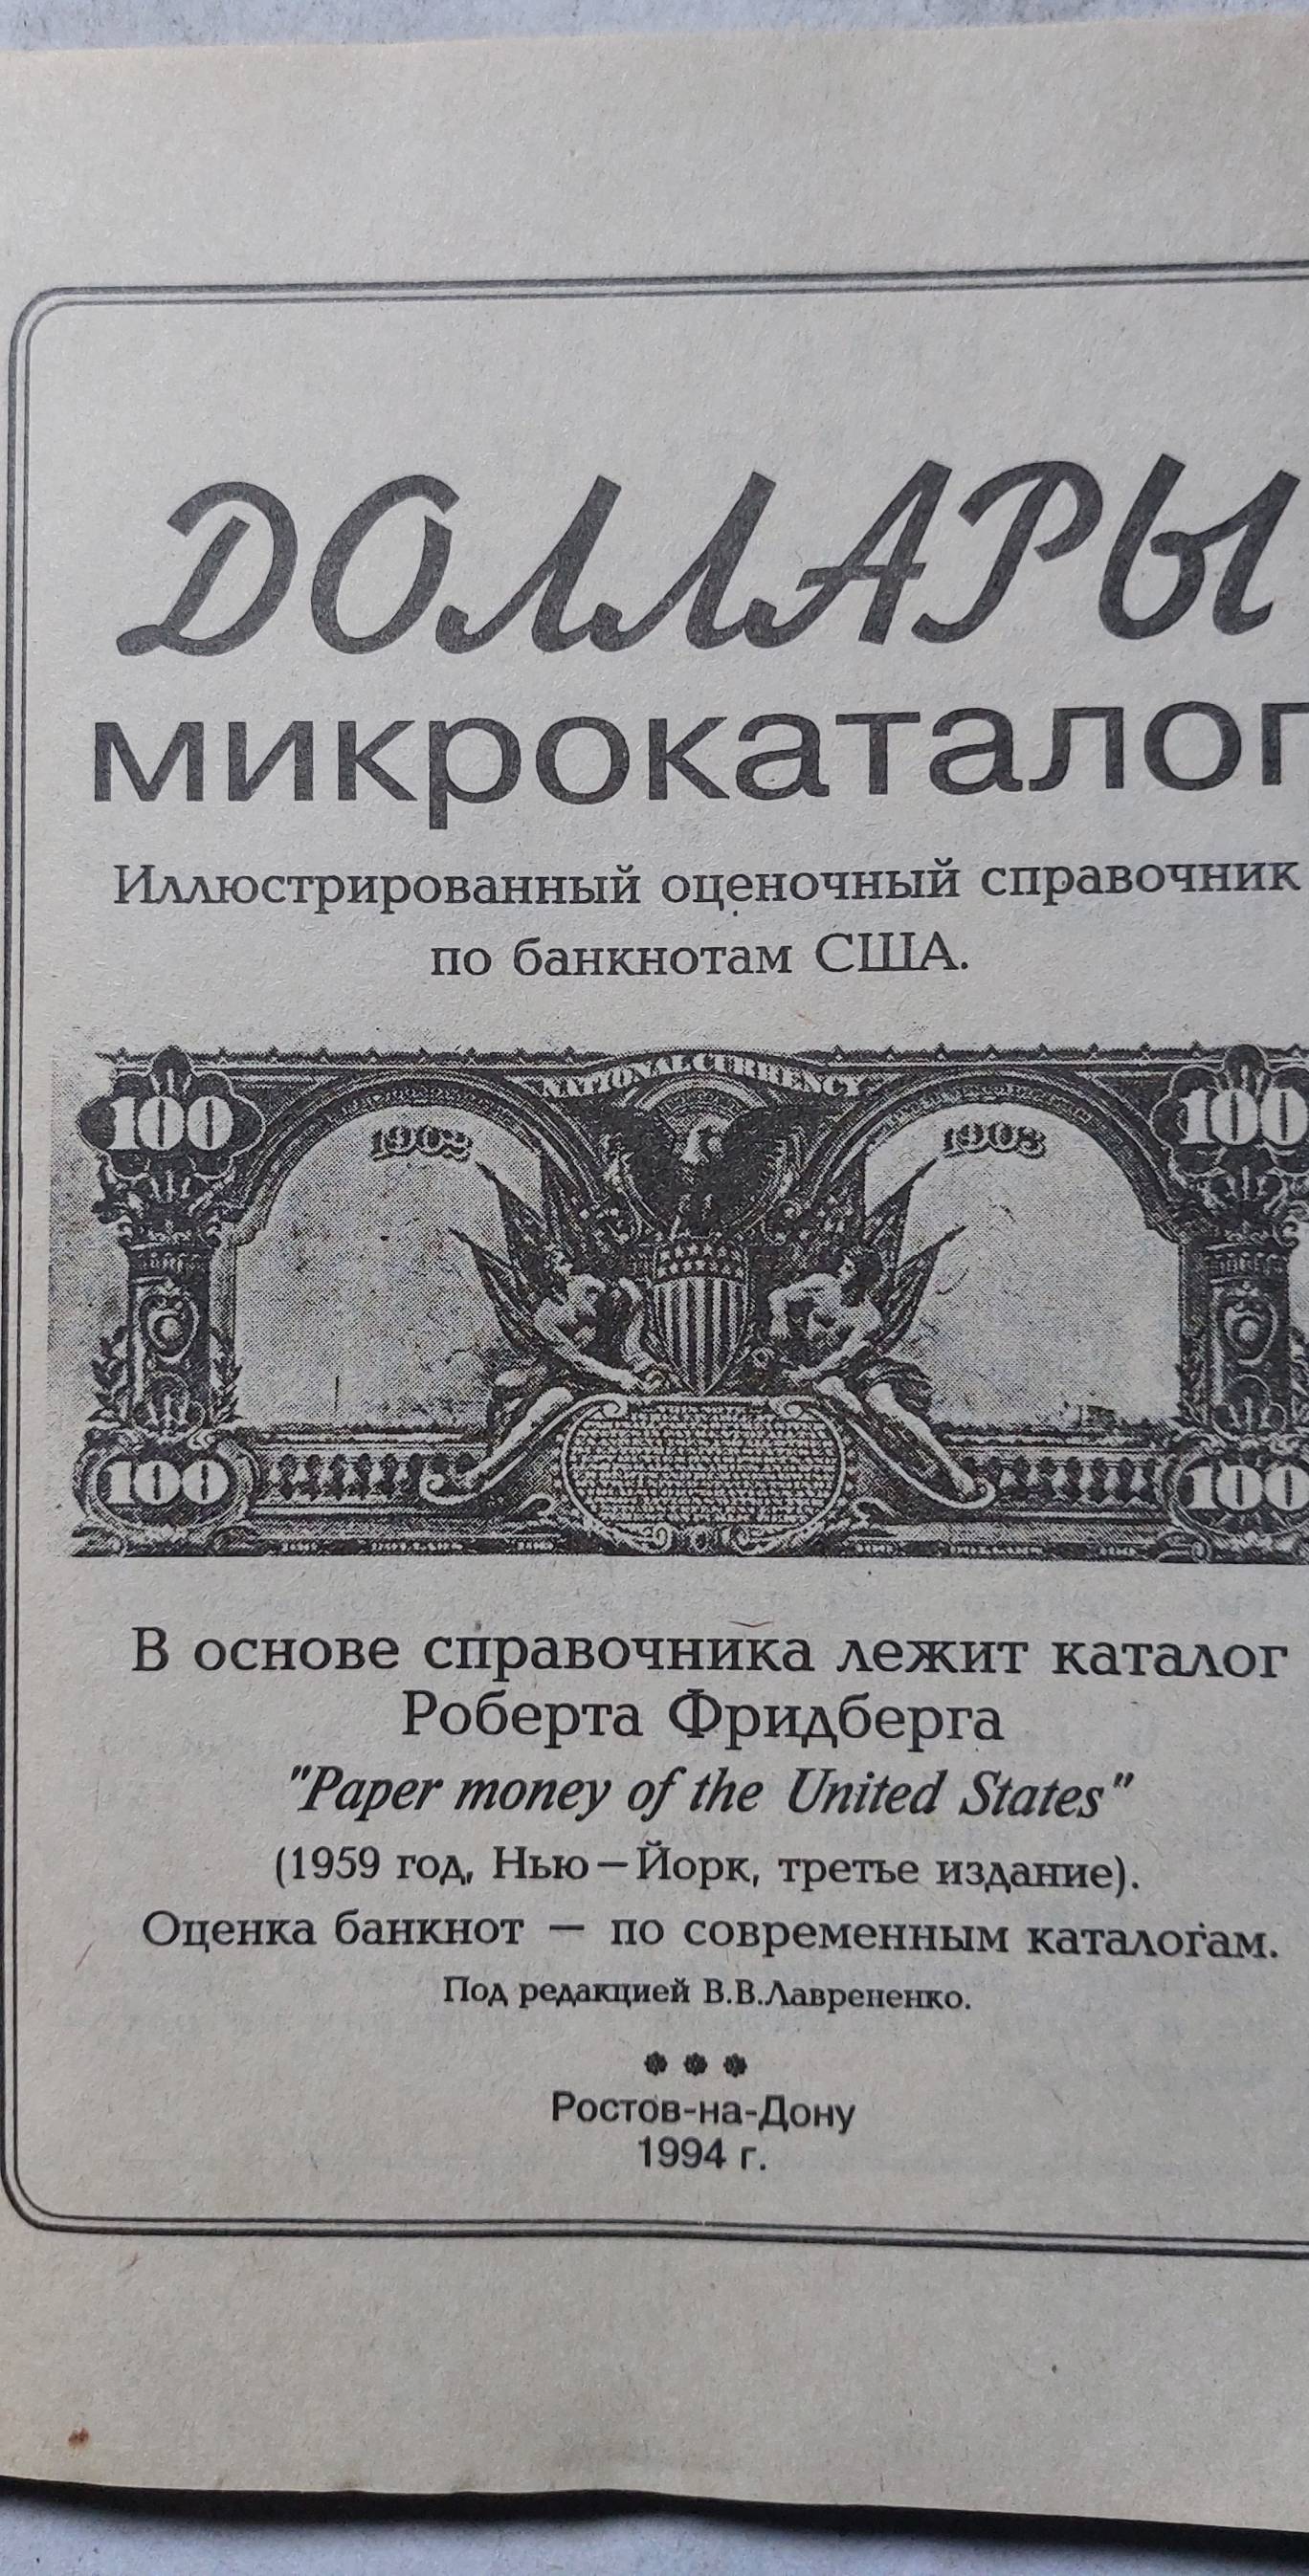 ДОЛЛАРЫ
микрокаталог
Иллюстрированный оценочный справочник
по банкнотам США.
NATIONAL CURRENCY
100
100
1902
1908
100
100
В основе справочника лежит каталог
Роберта Фридберга
"Paper money of the United States"
(1959 год, Нью-Йорк, третье издание).
Оценка банкнот — по современным каталогам.
Под редакцией В.В.Лаврененко.
Ростов-на-Дону
1994 г.